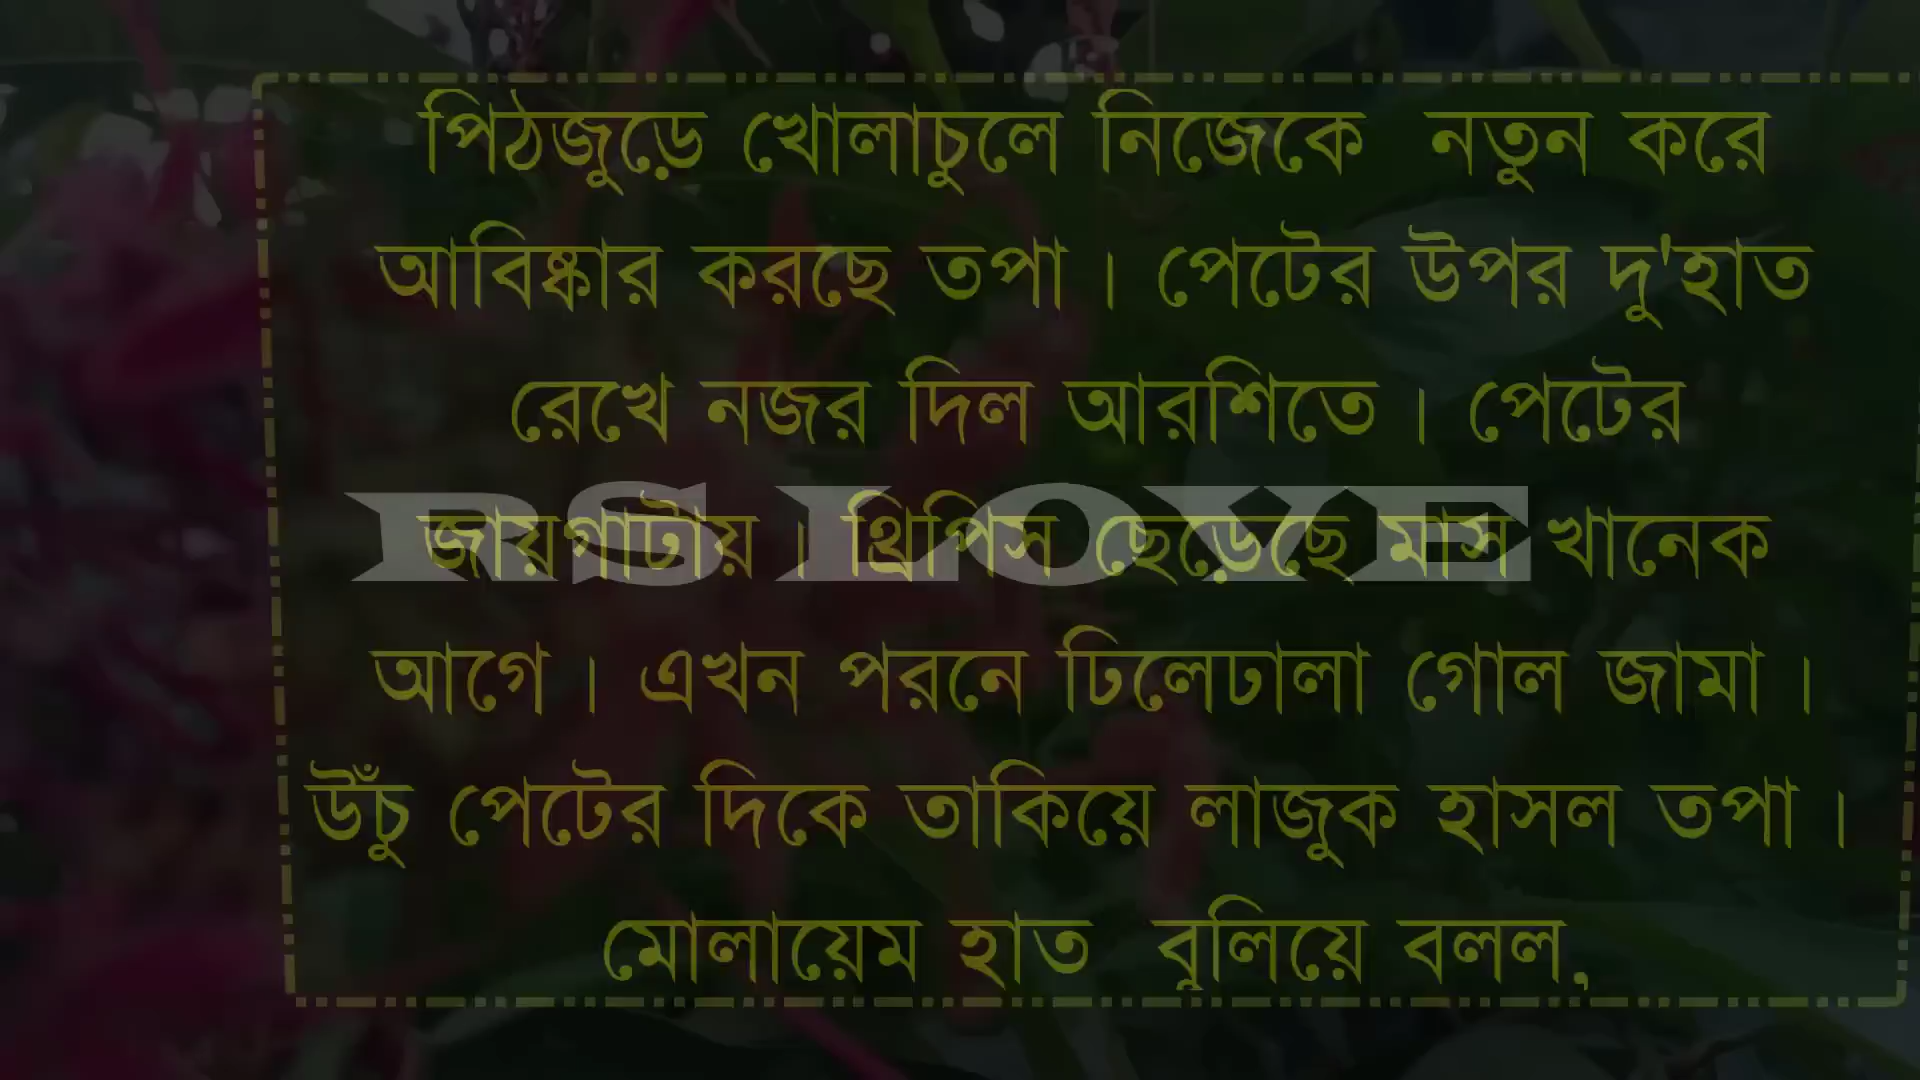 পিঠজুড়ে খোলাচুলে নিজেকে নতুন করে
আবিষ্কার করছে তপা । পেটের উপর দু'হাত
রেখে নজর দিল আরশিতে । পেটের
জায়গাটায় । থ্রিপিস ছেড়েছে মাস খানেক
RS LOVE
আগে । এখন পরনে ঢিলেঢালা গোল জামা ।
উঁচু পেটের দিকে তাকিয়ে লাজুক হাসল তপা ।
মোলায়েম হাত বুলিয়ে বলল,